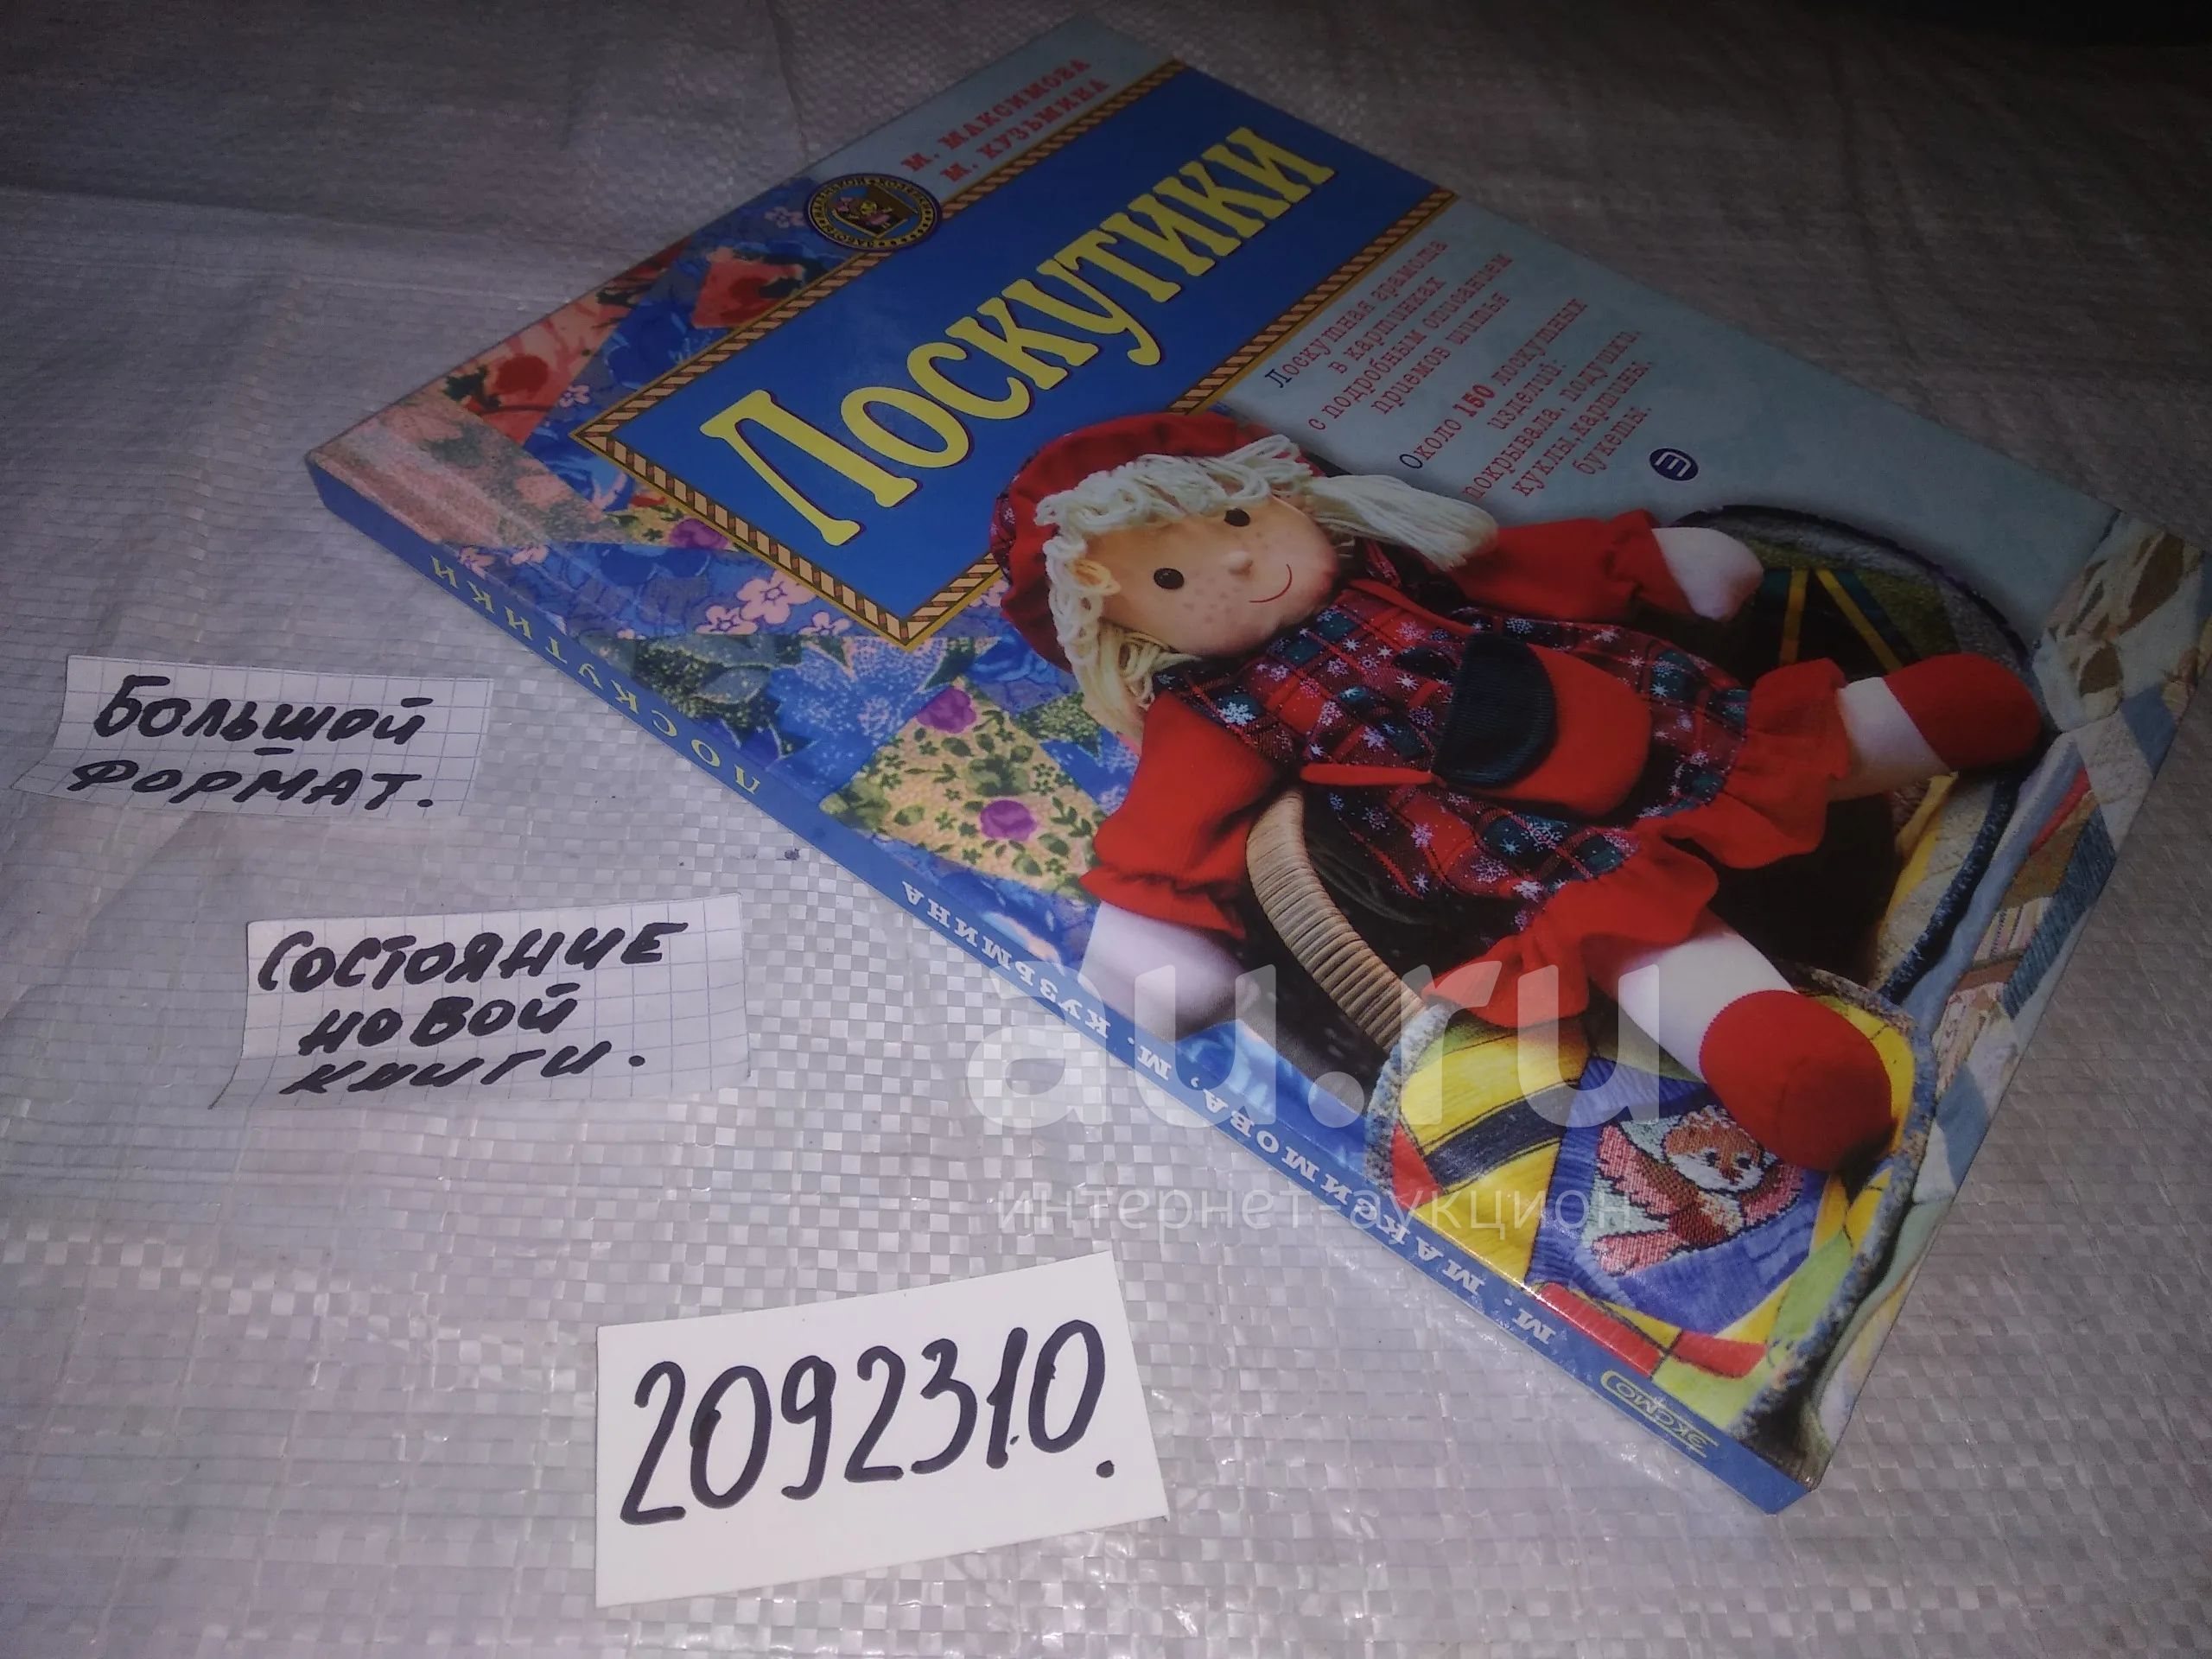 М. МАКСИМОВА
М. КУЗЬМИНА
Лоскутики
Лоскутная грамота
в картинках
с подробным описанием
приемов шитья
Около 150 лоскутных
изделий:
покрывала, подушки,
куклы, картины,
букеты.
ЛОСКУТИКИ
М. МАКСИМОВА, М. КУЗЬМИНА
ЭКСМО
БОЛЬШОЙ
ФОРМАТ.
СОСТОЯНИЕ
НОВОЙ
КНИГИ.
au.ru
интернет-аукцион
2092310.